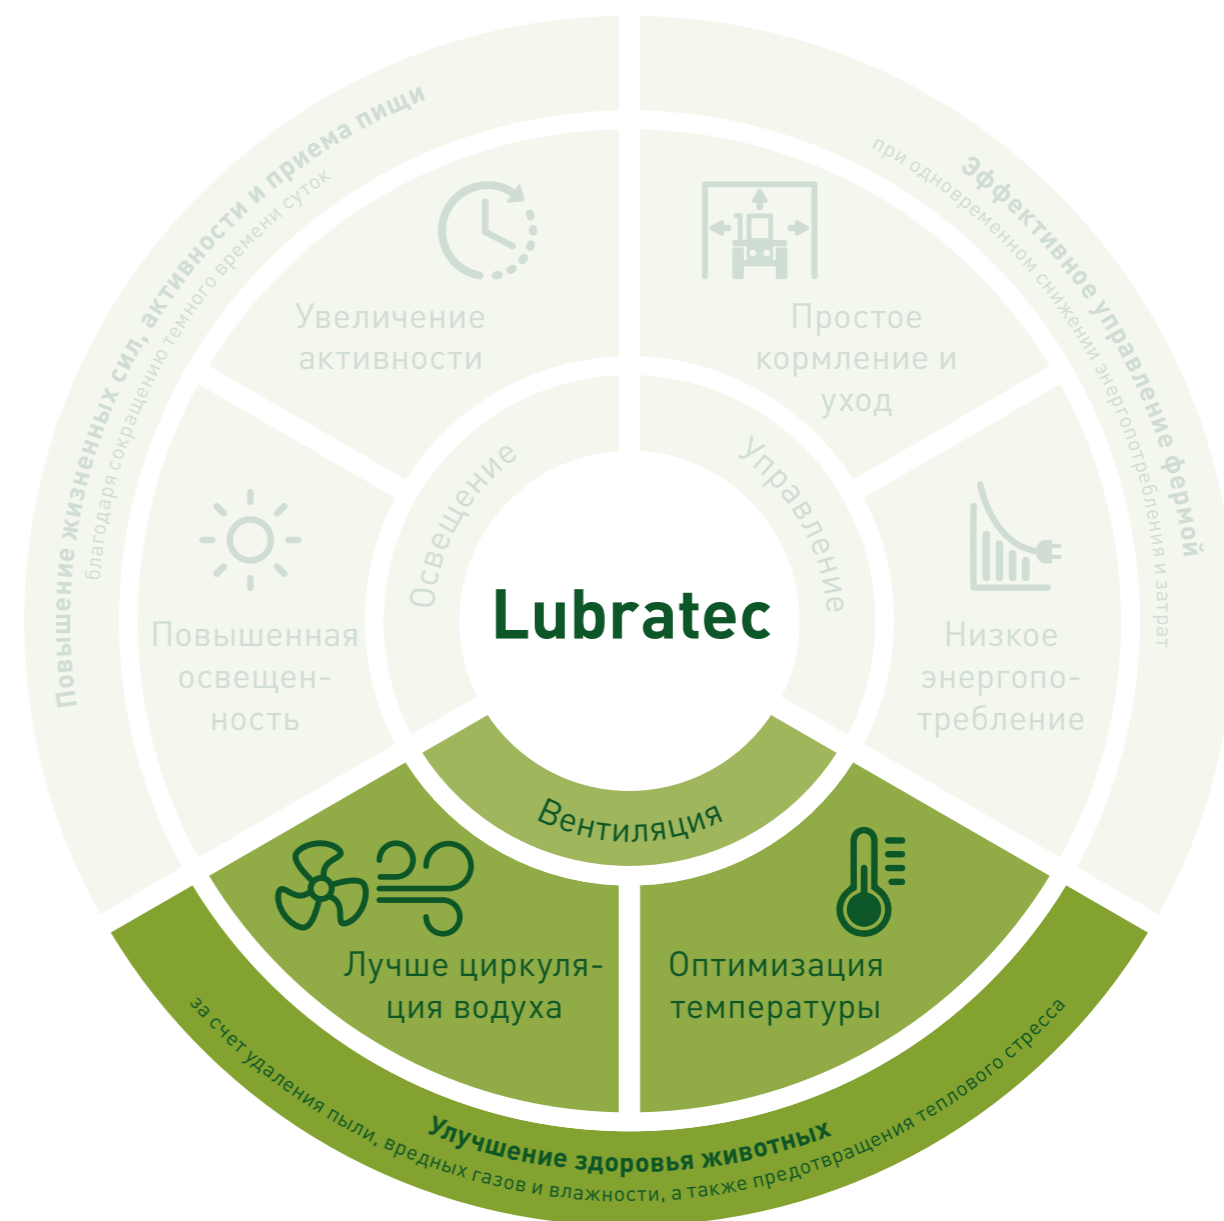 Повышение жизненных сил, активности и приема пищи
благодаря сокращению темного времени суток
Эффективное управление фермой
при одновременном снижении энергопотребления и затрат
Увеличение
активности
Простое
кормление и
уход
Освещение
Управление
Lubratec
Повышенная
освещен-
ность
Низкое
энергопо-
требление
Вентиляция
Лучше циркуля-
ция водуха
Оптимизация
температуры
Улучшение здоровья животных
за счет удаления пыли, вредных газов и влажности, а также предотвращения теплового стресса